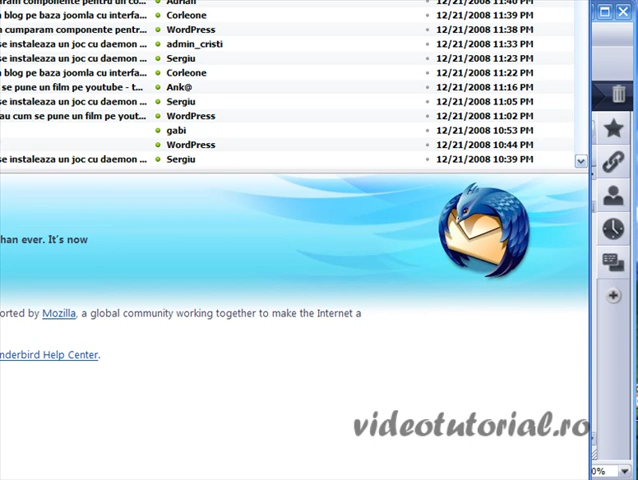 aram componente pentru un co... Adrian 12/21/2008 11:40 PM
blog pe baza joomla cu interfa... Corleone 12/21/2008 11:39 PM
cumparam componente pentr... WordPress 12/21/2008 11:38 PM
se instaleaza un joc cu daemon ... admin_cristi 12/21/2008 11:33 PM
se instaleaza un joc cu daemon ... Sergiu 12/21/2008 11:23 PM
blog pe baza joomla cu interfa... Corleone 12/21/2008 11:22 PM
se pune un film pe youtube - t... Ank@ 12/21/2008 11:16 PM
se instaleaza un joc cu daemon ... Sergiu 12/21/2008 11:05 PM
au cum se pune un film pe yout... WordPress 12/21/2008 11:02 PM
gabi 12/21/2008 10:53 PM
WordPress 12/21/2008 10:44 PM
se instaleaza un joc cu daemon ... Sergiu 12/21/2008 10:39 PM
han ever. It's now
orted by Mozilla, a global community working together to make the Internet a
nderbird Help Center.
videotutorial.ro
0%